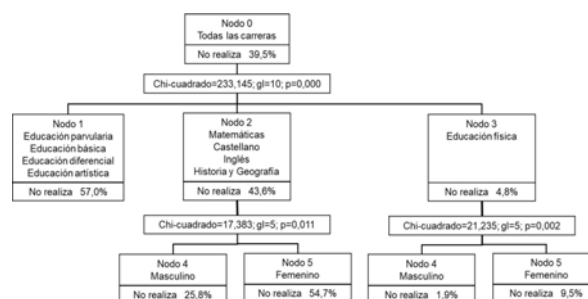 Nodo 0
Todas las carreras
No realiza 39,5%
Chi-cuadrado=233,145; gl=10; p=0,000
Nodo 1
Educación parvularia
Educación básica
Educación diferencial
Educación artística
No realiza 57,0%
Nodo 2
Matemáticas
Castellano
Inglés
Historia y Geografía
No realiza 43,6%
Nodo 3
Educación física
No realiza 4,8%
Chi-cuadrado=17,383; gl=5; p=0,011
Chi-cuadrado=21,235; gl=5; p=0,002
Nodo 4
Masculino
No realiza 25,8%
Nodo 5
Femenino
No realiza 54,7%
Nodo 4
Masculino
No realiza 1,9%
Nodo 5
Femenino
No realiza 9,5%